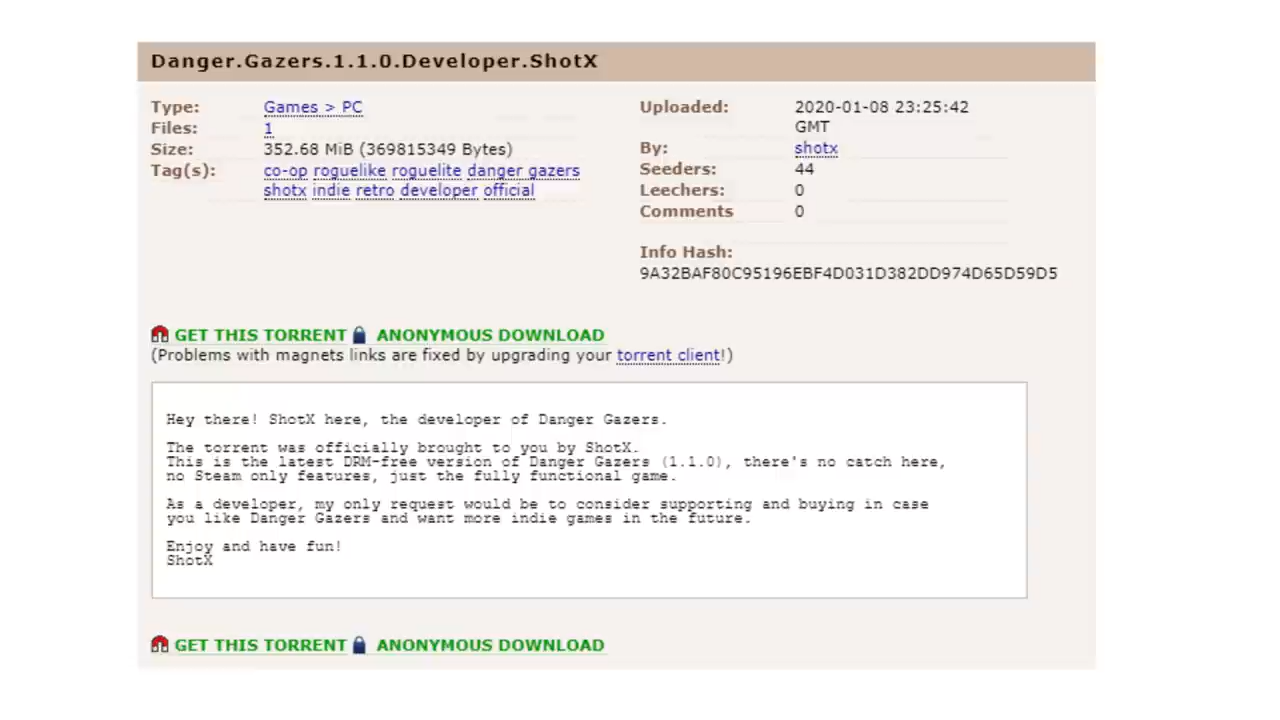 Danger.Gazers.1.1.0.Developer.ShotX
Type: Games > PC
Files: 1
Size: 352.68 MiB (369815349 Bytes)
Tag(s): co-op roguelike roguelite danger gazers
shotx indie retro developer official
Uploaded: 2020-01-08 23:25:42
GMT
By: shotx
Seeders: 44
Leechers: 0
Comments 0
Info Hash:
9A32BAF80C95196EBF4D031D382DD974D65D59D5
GET THIS TORRENT ANONYMOUS DOWNLOAD
(Problems with magnets links are fixed by upgrading your torrent client!)
Hey there! ShotX here, the developer of Danger Gazers.
The torrent was officially brought to you by ShotX.
This is the latest DRM-free version of Danger Gazers (1.1.0), there's no catch here,
no Steam only features, just the fully functional game.
As a developer, my only request would be to consider supporting and buying in case
you like Danger Gazers and want more indie games in the future.
Enjoy and have fun!
ShotX
GET THIS TORRENT ANONYMOUS DOWNLOAD